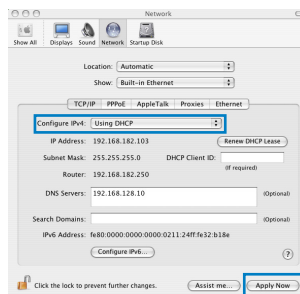 Network
Show All Displays Sound Network Startup Disk
Location: Automatic
Show: Built-in Ethernet
TCP/IP PPPoE AppleTalk Proxies Ethernet
Configure IPv4: Using DHCP
IP Address: 192.168.182.103 Renew DHCP Lease
Subnet Mask: 255.255.255.0 DHCP Client ID:
(If required)
Router: 192.168.182.250
DNS Servers: 192.168.128.10 (Optional)
Search Domains: (Optional)
IPv6 Address: fe80:0000:0000:0000:0211:24ff:fe32:b18e
Configure IPv6... ?
Click the lock to prevent further changes. Assist me... Apply Now